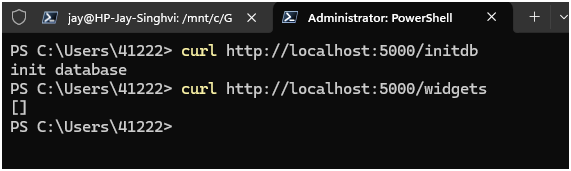 jay@HP-Jay-Singhvi: /mnt/c/G
Administrator: PowerShell
PS C:\Users\41222> curl http://localhost:5000/initdb
init database
PS C:\Users\41222> curl http://localhost:5000/widgets
[]
PS C:\Users\41222>